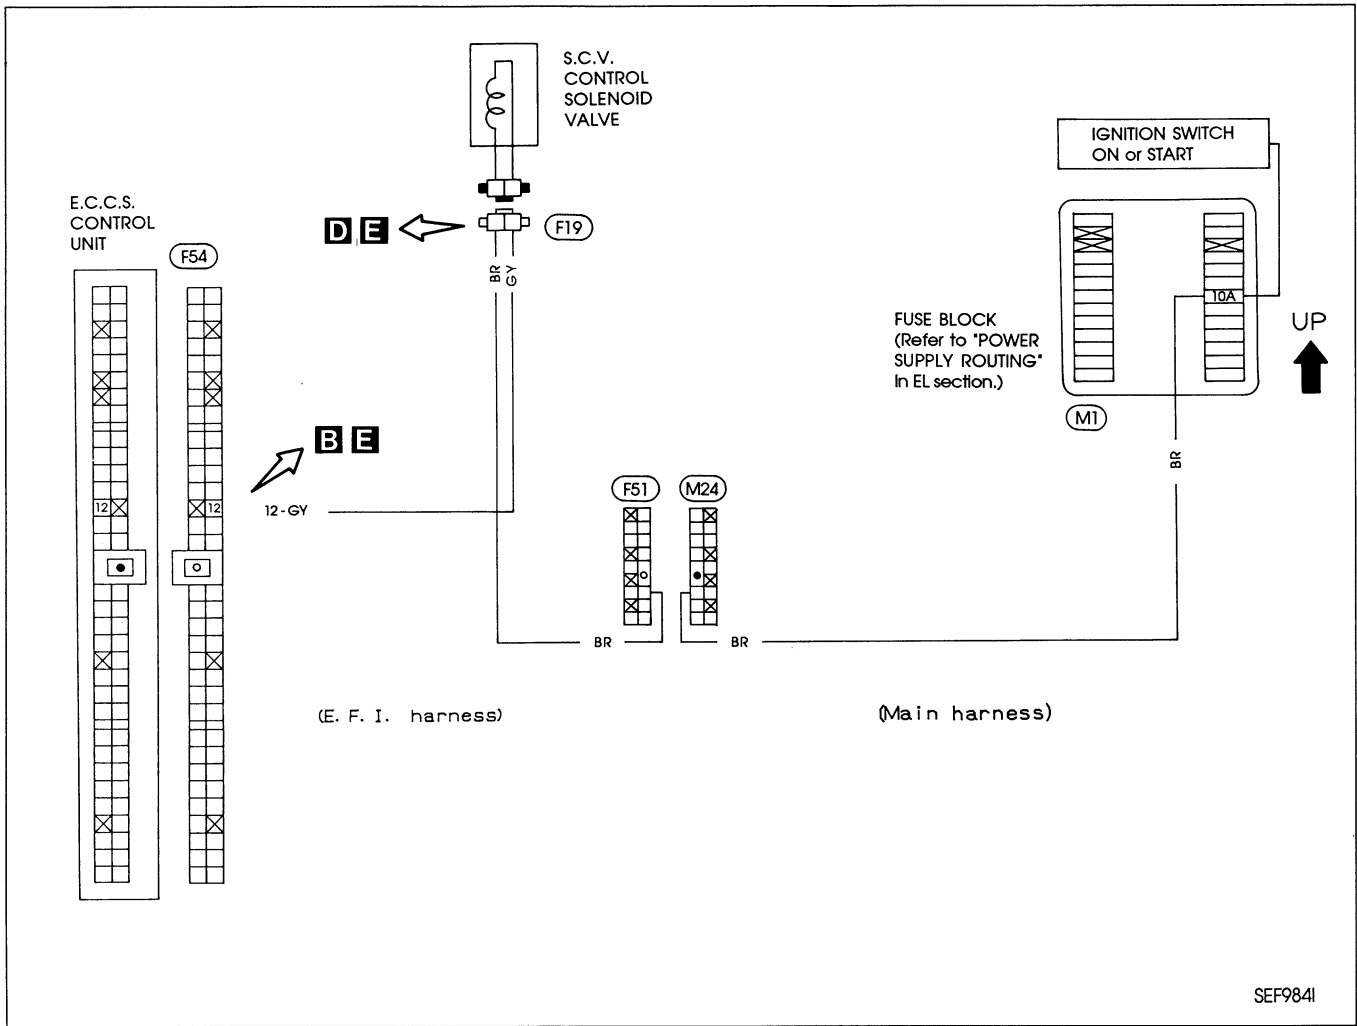 S.C.V.
CONTROL
SOLENOID
VALVE
IGNITION SWITCH
ON or START
E.C.C.S.
CONTROL
UNIT
F54
D E
F19
BR
GY
10A
FUSE BLOCK
(Refer to "POWER
SUPPLY ROUTING"
in EL section.)
UP
M1
B E
BR
F51
M24
12
12
12-GY
BR
BR
(E. F. I. harness)
(Main harness)
SEF984I